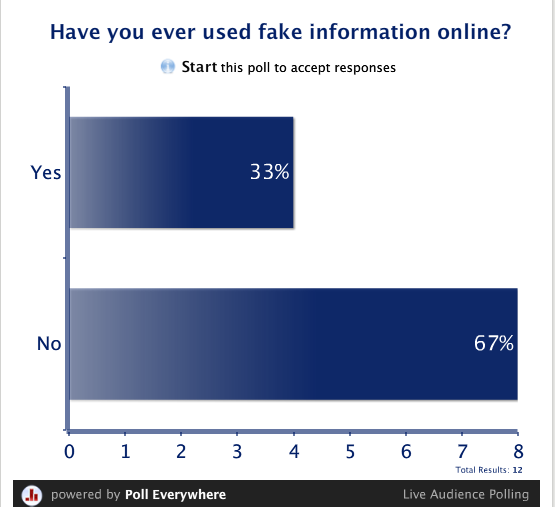 Have you ever used fake information online?
Start this poll to accept responses
Yes
33%
No
67%
0 1 2 3 4 5 6 7 8
Total Results: 12
powered by Poll Everywhere
Live Audience Polling